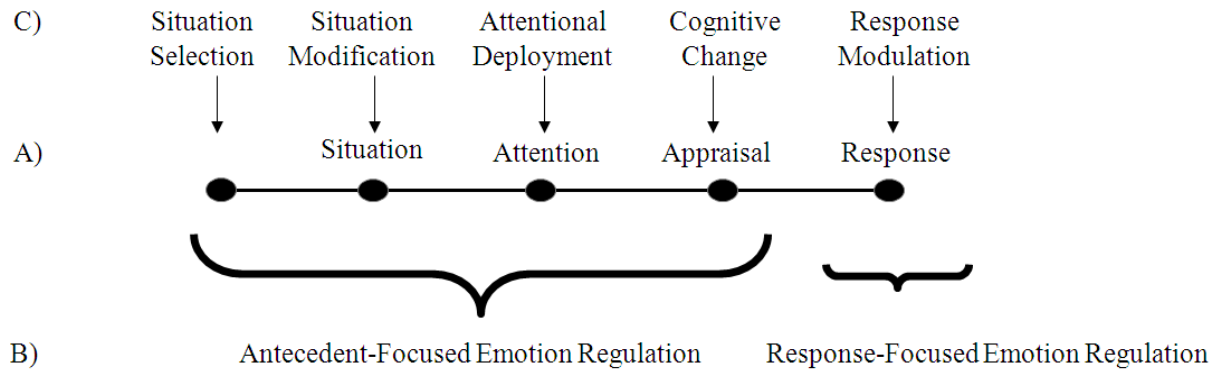 C) Situation Situation Attentional Cognitive Response
Selection Modification Deployment Change Modulation
A) Situation Attention Appraisal Response
B) Antecedent-Focused Emotion Regulation Response-Focused Emotion Regulation